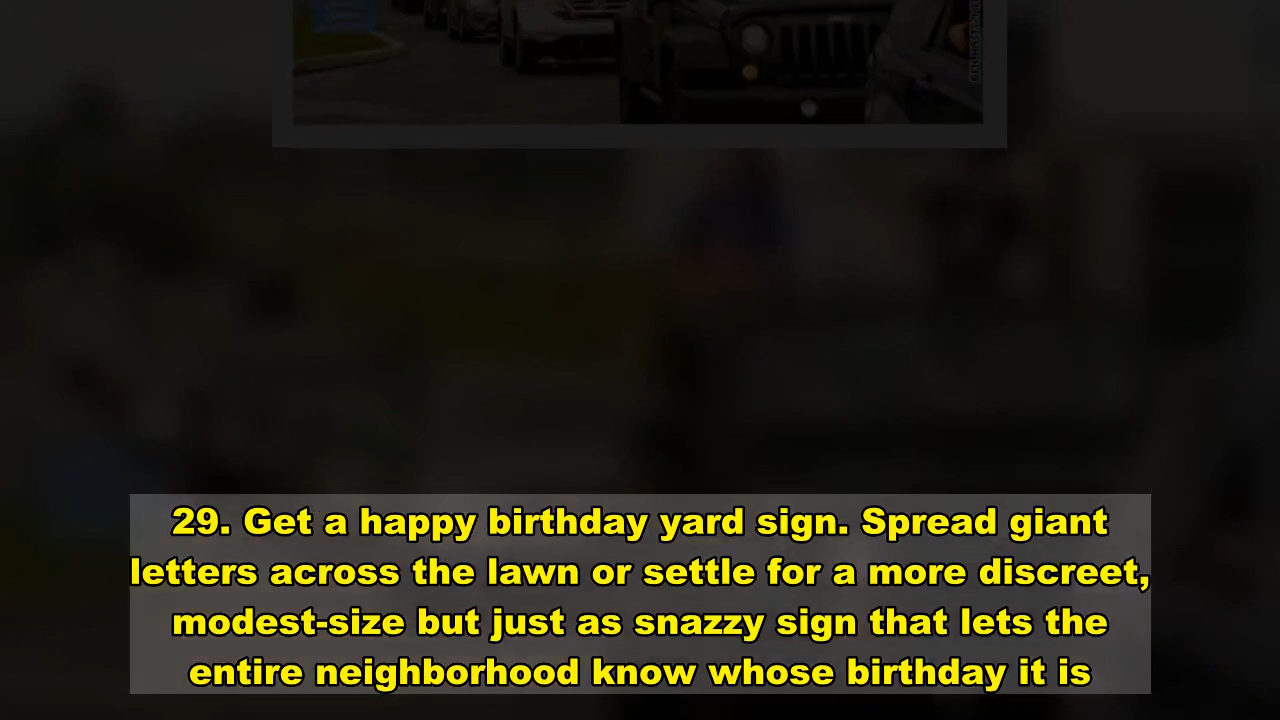 29. Get a happy birthday yard sign. Spread giant
letters across the lawn or settle for a more discreet,
modest-size but just as snazzy sign that lets the
entire neighborhood know whose birthday it is